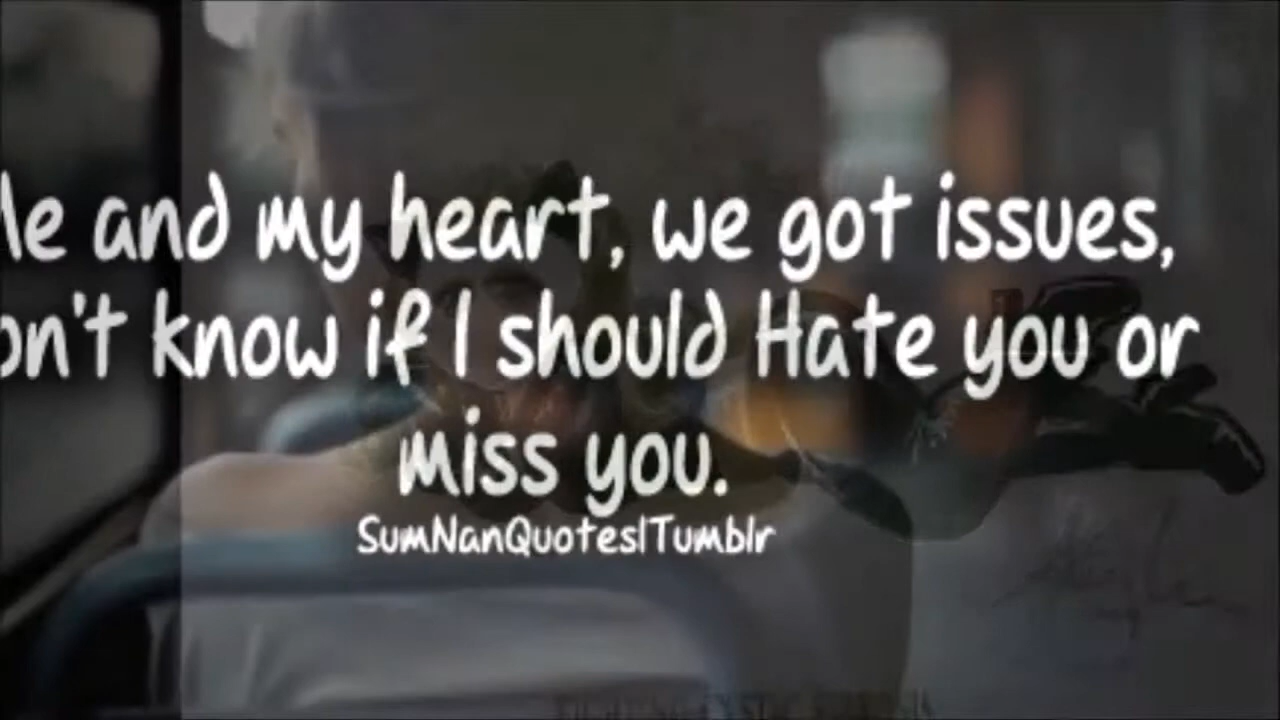 le and my heart, we got issues,
on't know if I should Hate you or
miss you.
SumNanQuotes|Tumblr